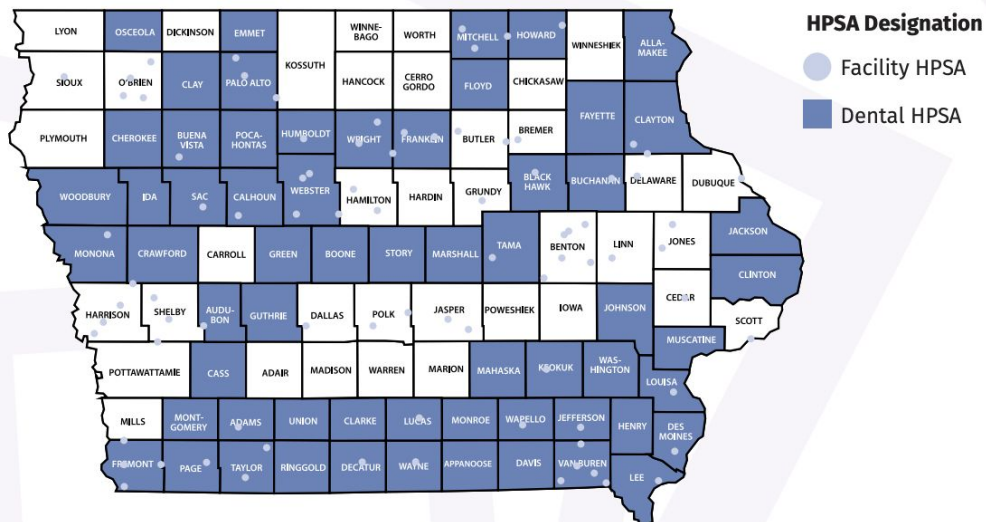 HPSA Designation
Facility HPSA
Dental HPSA
LYON
OSCEOLA
DICKINSON
EMMET
KOSSUTH
WINNE-
BAGO
WORTH
MITCHELL
HOWARD
WINNESHIEK
ALLA-
MAKEE
SIOUX
O'BRIEN
CLAY
PALO ALTO
HANCOCK
CERRO
GORDO
FLOYD
CHICKASAW
PLYMOUTH
CHEROKEE
BUENA
VISTA
POCA-
HONTAS
HUMBOLDT
WRIGHT
FRANKLIN
BUTLER
BREMER
FAYETTE
CLAYTON
WOODBURY
IDA
SAC
CALHOUN
WEBSTER
HAMILTON
HARDIN
GRUNDY
BLACK
HAWK
BUCHANAN
DELAWARE
DUBUQUE
MONONA
CRAWFORD
CARROLL
GREEN
BOONE
STORY
MARSHALL
TAMA
BENTON
LINN
JONES
JACKSON
CLINTON
HARRISON
SHELBY
AUDU-
BON
GUTHRIE
DALLAS
POLK
JASPER
POWESHIEK
IOWA
JOHNSON
CEDAR
SCOTT
MUSCATINE
POTTAWATTAMIE
CASS
ADAIR
MADISON
WARREN
MARION
MAHASKA
KEOKUK
WAS-
HINGTON
LOUISA
MILLS
MONT-
GOMERY
ADAMS
UNION
CLARKE
LUCAS
MONROE
WAPELLO
JEFFERSON
HENRY
DES
MOINES
FREMONT
PAGE
TAYLOR
RINGGOLD
DECATUR
WAYNE
APPANOOSE
DAVIS
VAN BUREN
LEE